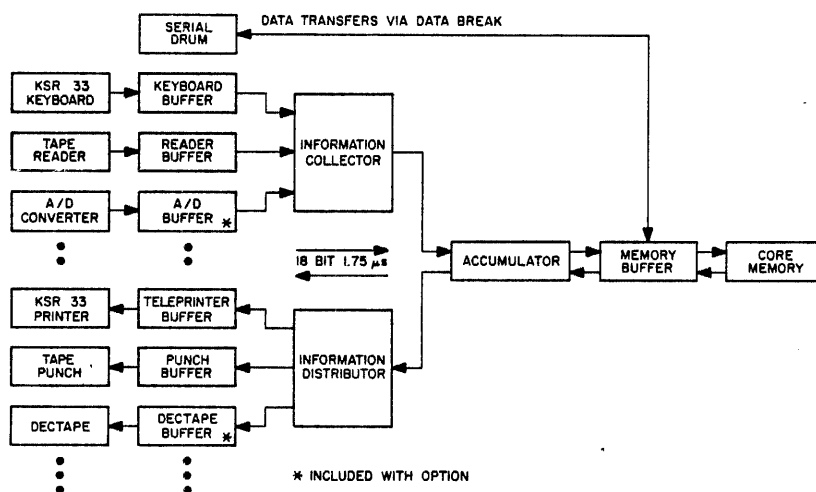 DATA TRANSFERS VIA DATA BREAK
SERIAL
DRUM
KSR 33
KEYBOARD
KEYBOARD
BUFFER
TAPE
READER
READER
BUFFER
INFORMATION
COLLECTOR
A/D
CONVERTER
A/D
BUFFER *
18 BIT 1.75 µs
ACCUMULATOR
MEMORY
BUFFER
CORE
MEMORY
KSR 33
PRINTER
TELEPRINTER
BUFFER
TAPE
PUNCH
PUNCH
BUFFER
INFORMATION
DISTRIBUTOR
DECTAPE
DECTAPE
BUFFER *
* INCLUDED WITH OPTION